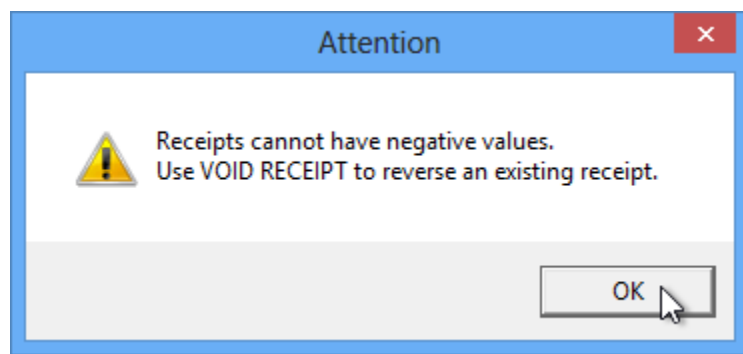 Attention
Receipts cannot have negative values.
Use VOID RECEIPT to reverse an existing receipt.
OK